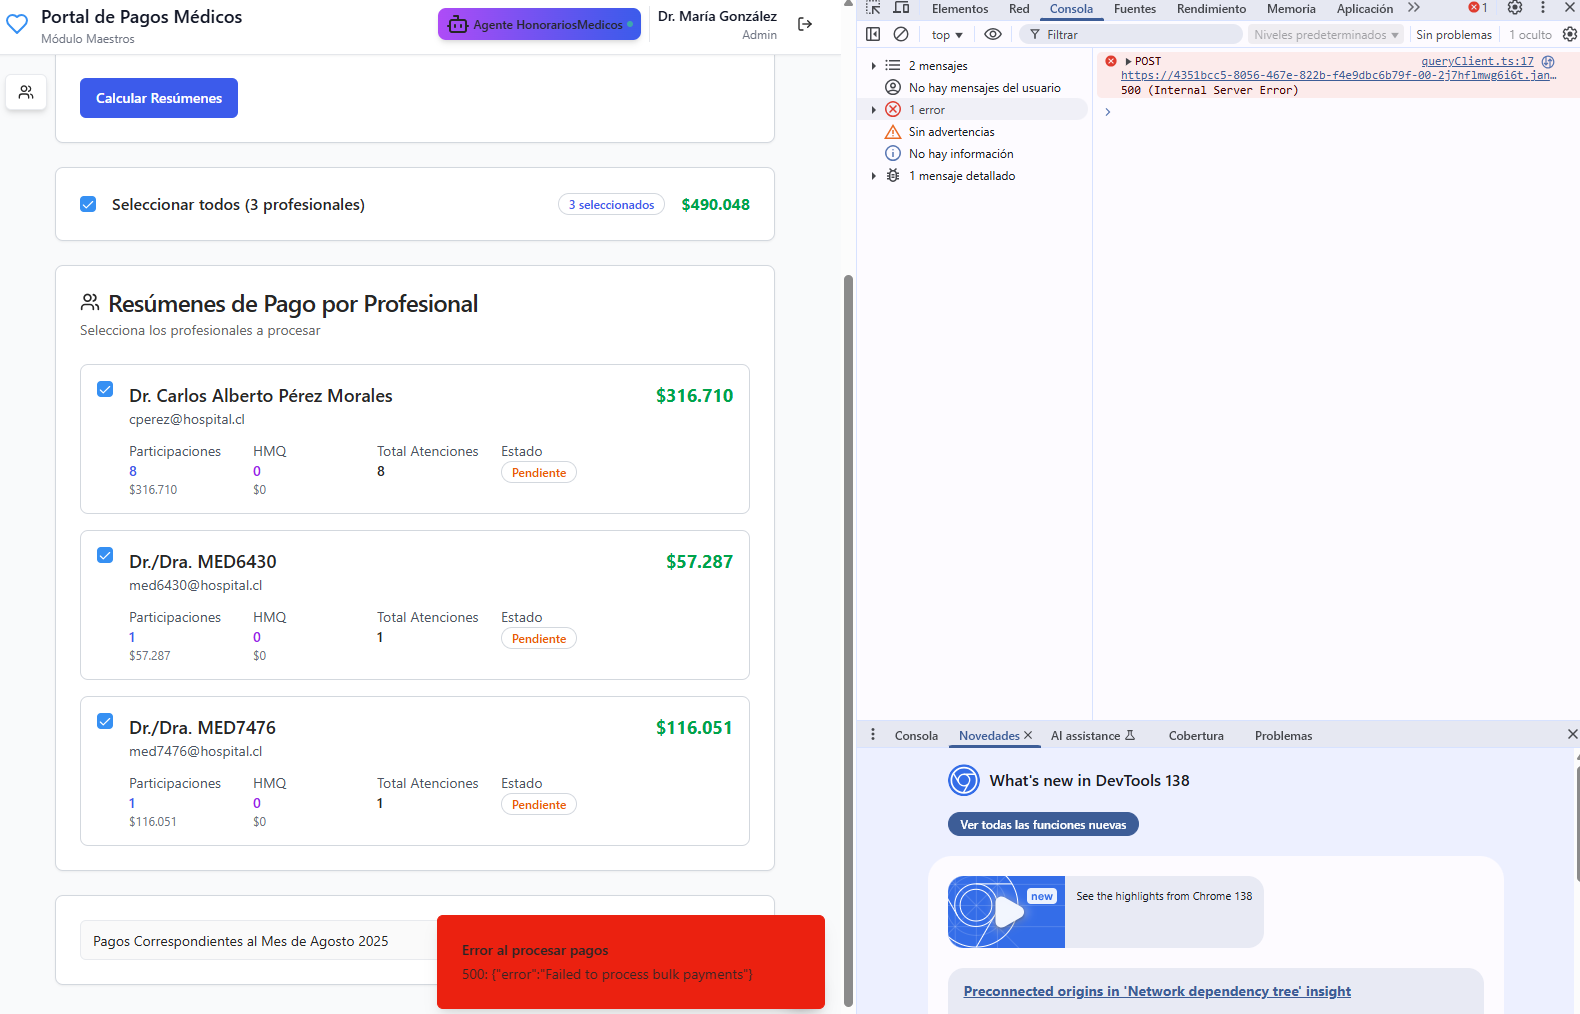 Portal de Pagos Médicos
Módulo Maestros
Agente HonorariosMedicos
Dr. María González
Admin
Calcular Resúmenes
Seleccionar todos (3 profesionales)
3 seleccionados
$490.048
Resúmenes de Pago por Profesional
Selecciona los profesionales a procesar
Dr. Carlos Alberto Pérez Morales
$316.710
cperez@hospital.cl
Participaciones HMQ Total Atenciones Estado
8 0 8 Pendiente
$316.710 $0
Dr./Dra. MED6430
$57.287
med6430@hospital.cl
Participaciones HMQ Total Atenciones Estado
1 0 1 Pendiente
$57.287 $0
Dr./Dra. MED7476
$116.051
med7476@hospital.cl
Participaciones HMQ Total Atenciones Estado
1 0 1 Pendiente
$116.051 $0
Pagos Correspondientes al Mes de Agosto 2025
Error al procesar pagos
500: {"error":"Failed to process bulk payments"}
Elementos Red Consola Fuentes Rendimiento Memoria Aplicación 1
top Filtrar Niveles predeterminados Sin problemas 1 oculto
2 mensajes
No hay mensajes del usuario
1 error
Sin advertencias
No hay información
1 mensaje detallado
POST queryClient.ts:17
https://4351bcc5-8056-467e-822b-f4e9dbc6b79f-00-2j7hflmwg6i6t.jan…
500 (Internal Server Error)
Consola Novedades AI assistance Cobertura Problemas
What's new in DevTools 138
Ver todas las funciones nuevas
new
See the highlights from Chrome 138
Preconnected origins in 'Network dependency tree' insight